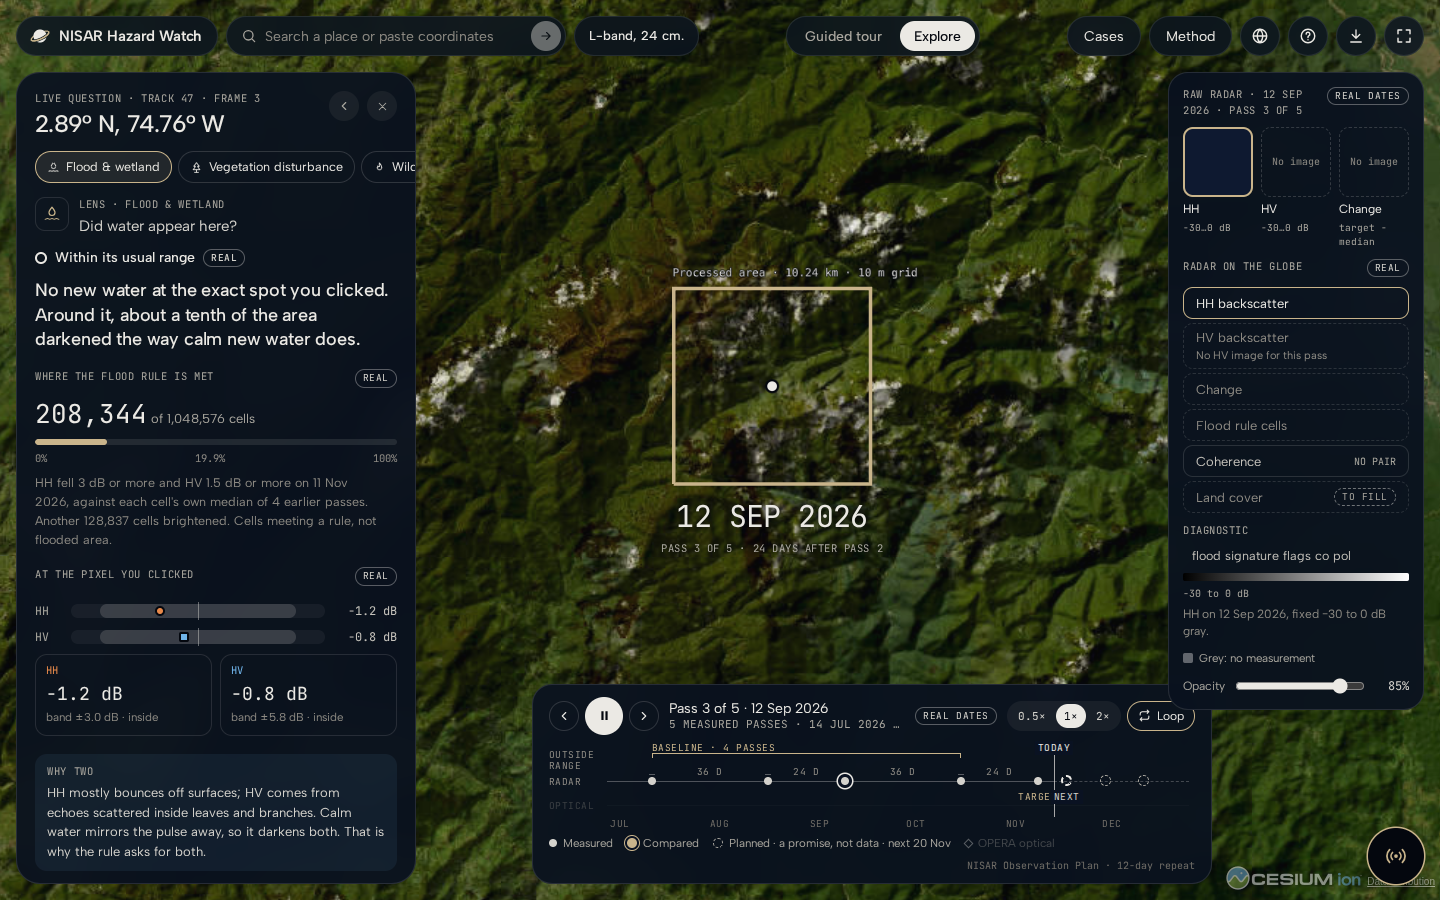 NISAR Hazard Watch
Search a place or paste coordinates
L-band, 24 cm.
Guided tour
Explore
Cases
Method
LIVE QUESTION · TRACK 47 · FRAME 3
2.89° N, 74.76° W
Flood & wetland
Vegetation disturbance
LENS · FLOOD & WETLAND
Did water appear here?
Within its usual range REAL
No new water at the exact spot you clicked.
Around it, about a tenth of the area
darkened the way calm new water does.
WHERE THE FLOOD RULE IS MET REAL
208,344 of 1,048,576 cells
0% 19.9% 100%
HH fell 3 dB or more and HV 1.5 dB or more on 11 Nov
2026, against each cell's own median of 4 earlier passes.
Another 128,837 cells brightened. Cells meeting a rule, not
flooded area.
AT THE PIXEL YOU CLICKED REAL
HH -1.2 dB
HV -0.8 dB
HH
-1.2 dB
band ±3.0 dB · inside
HV
-0.8 dB
band ±5.8 dB · inside
WHY TWO
HH mostly bounces off surfaces; HV comes from
echoes scattered inside leaves and branches. Calm
water mirrors the pulse away, so it darkens both. That is
why the rule asks for both.
Processed area · 10.24 km · 10 m grid
12 SEP 2026
PASS 3 OF 5 · 24 DAYS AFTER PASS 2
Pass 3 of 5 · 12 Sep 2026
5 MEASURED PASSES · 14 JUL 2026 …
REAL DATES
0.5× 1× 2×
Loop
BASELINE · 4 PASSES
TODAY
OUTSIDE
RANGE
RADAR
36 D 24 D 36 D 24 D
TARGE NEXT
OPTICAL
JUL AUG SEP OCT NOV DEC
Measured Compared Planned · a promise, not data · next 20 Nov OPERA optical
NISAR Observation Plan · 12-day repeat
RAW RADAR · 12 SEP
2026 · PASS 3 OF 5
REAL DATES
No image
No image
HH
-30…0 dB
HV
-30…0 dB
Change
target -
median
RADAR ON THE GLOBE REAL
HH backscatter
HV backscatter
No HV image for this pass
Change
Flood rule cells
Coherence NO PAIR
Land cover TO FILL
DIAGNOSTIC
flood signature flags co pol
-30 to 0 dB
HH on 12 Sep 2026, fixed -30 to 0 dB
gray.
Grey: no measurement
Opacity 85%
CESIUM ion